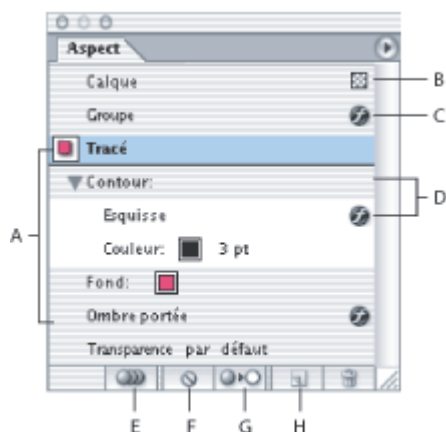 Aspect
Calque
B
Groupe
C
Tracé
Contour:
D
Esquisse
A
Couleur: 3 pt
Fond:
Ombre portée
Transparence par défaut
E F G H